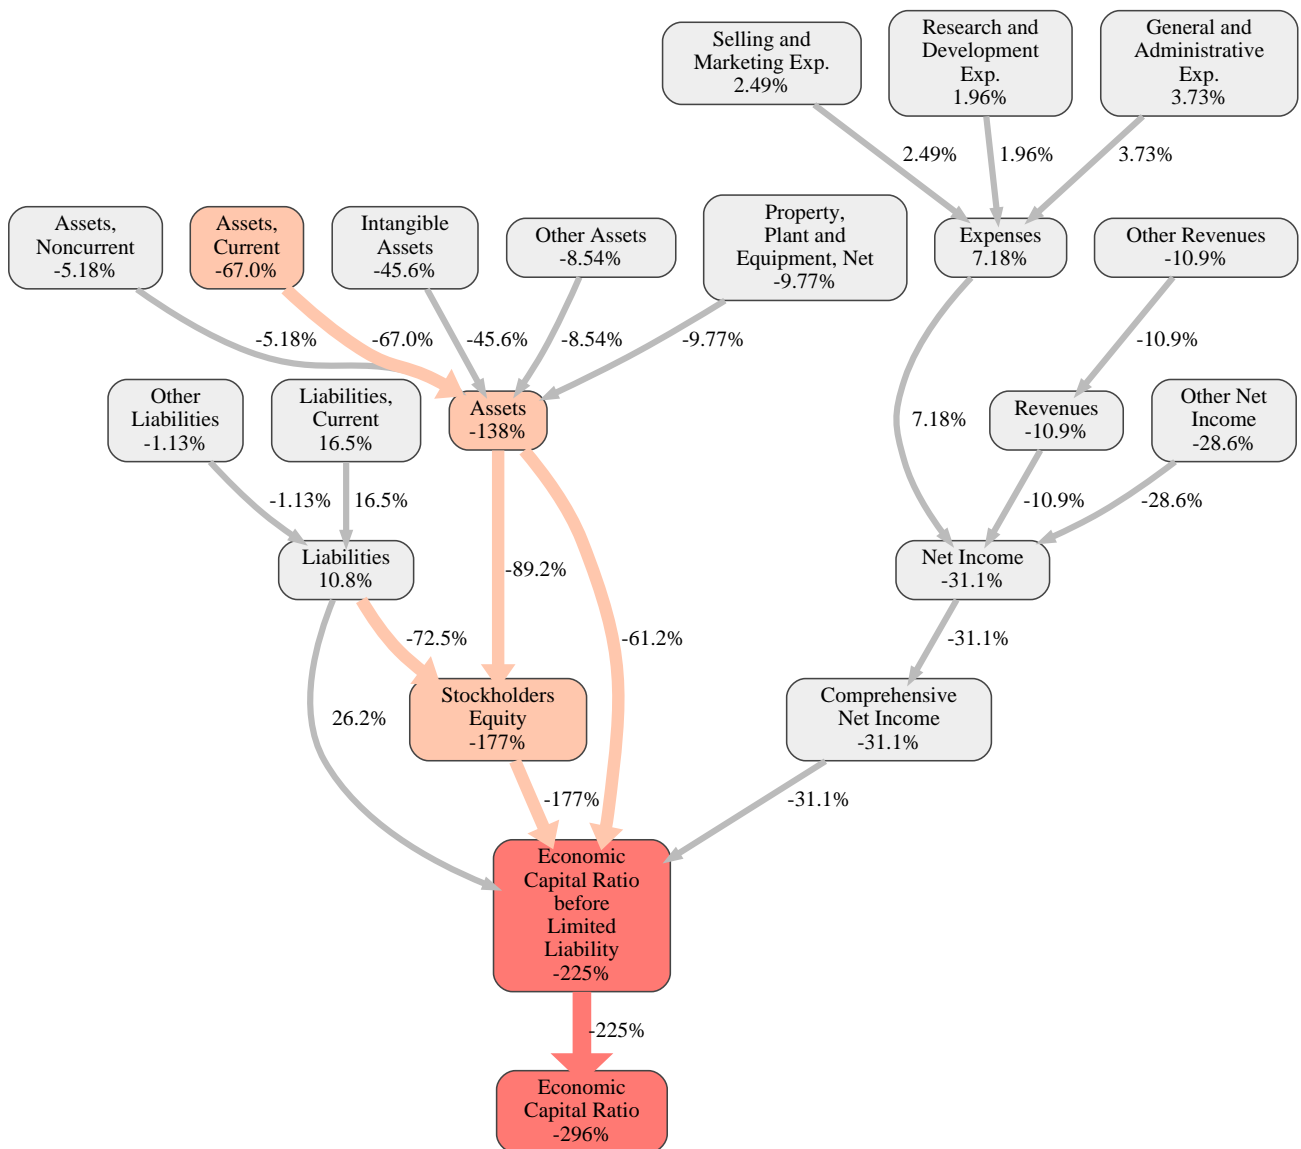 Selling and
Marketing Exp.
2.49%
Research and
Development
Exp.
1.96%
General and
Administrative
Exp.
3.73%
2.49%
1.96%
3.73%
Assets,
Noncurrent
-5.18%
Assets,
Current
-67.0%
Intangible
Assets
-45.6%
Other Assets
-8.54%
Property,
Plant and
Equipment, Net
-9.77%
Expenses
7.18%
Other Revenues
-10.9%
-5.18%
-67.0%
-45.6%
-8.54%
-9.77%
-10.9%
Other
Liabilities
-1.13%
Liabilities,
Current
16.5%
Assets
-138%
7.18%
Revenues
-10.9%
Other Net
Income
-28.6%
-1.13%
16.5%
-10.9%
-28.6%
Liabilities
10.8%
-89.2%
Net Income
-31.1%
-72.5%
-61.2%
-31.1%
26.2%
Stockholders
Equity
-177%
Comprehensive
Net Income
-31.1%
-177%
-31.1%
Economic
Capital Ratio
before
Limited
Liability
-225%
-225%
Economic
Capital Ratio
-296%